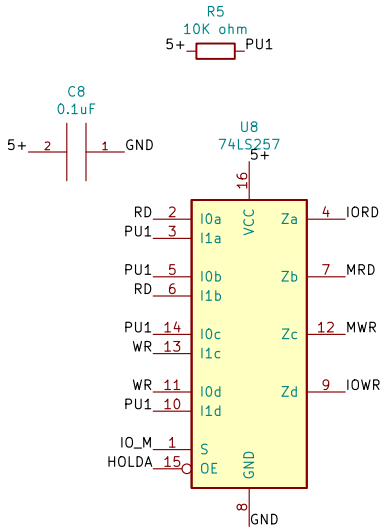 R5
10K ohm
5+ PU1
C8
0.1uF
5+ 2 1 GND
U8
74LS257
5+
16
VCC
RD 2 I0a Za 4 IORD
PU1 3 I1a
PU1 5 I0b Zb 7 MRD
RD 6 I1b
PU1 14 I0c Zc 12 MWR
WR 13 I1c
WR 11 I0d Zd 9 IOWR
PU1 10 I1d
IO_M 1 S
HOLDA 15 OE
GND
8
GND